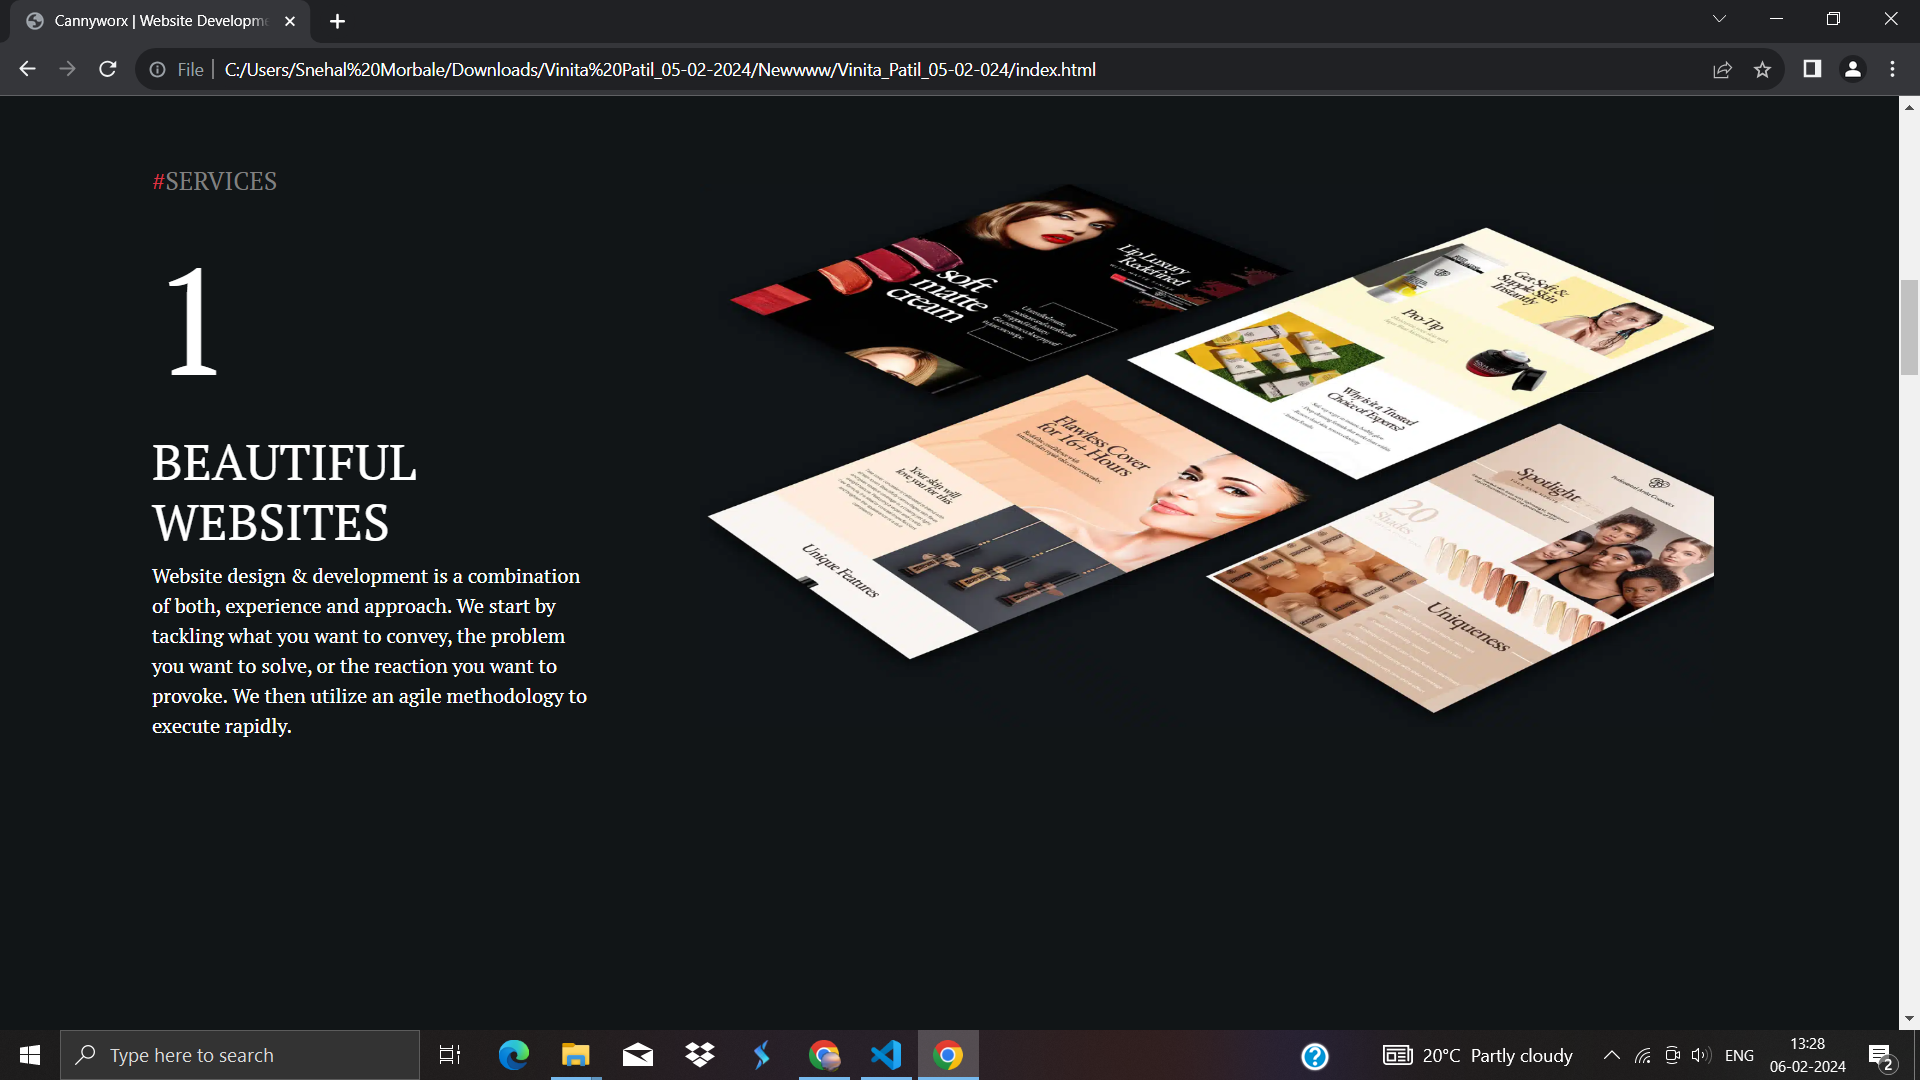 Cannyworx | Website Developme
File
C:/Users/Snehal%20Morbale/Downloads/Vinita%20Patil_05-02-2024/Newwww/Vinita_Patil_05-02-024/index.html
#SERVICES
1
BEAUTIFUL
WEBSITES
Website design & development is a combination
of both, experience and approach. We start by
tackling what you want to convey, the problem
you want to solve, or the reaction you want to
provoke. We then utilize an agile methodology to
execute rapidly.
soft
matte
cream
Lip Luxury
Redefined
Get Soft &
Supple Skin
Instantly
Pro-Tip
Why is it a Trusted
Choice of Experts?
Flawless Cover
for 16+ Hours
Your skin will
love you for this
Unique Features
Spotlight
20
Shades
Uniqueness
Type here to search
20°C Partly cloudy
ENG
13:28
06-02-2024
2